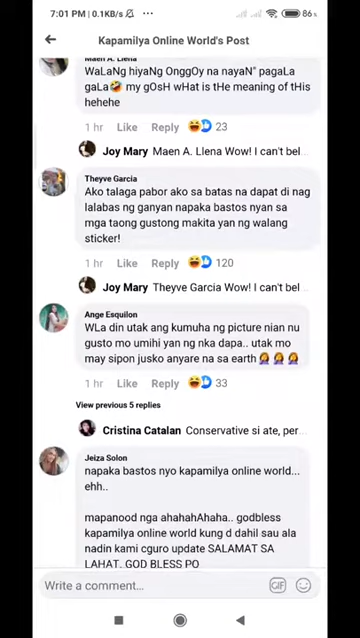 7:01 PM | 0.1KB/s
86%
Kapamilya Online World's Post
Maen A. Llena
WaLaNg hiyaNg OnggOy na nayaN" pagaLa
gaLa🤣 my gOsH wHat is tHe meaning of tHis
hehehe
1 hr Like Reply 23
Joy Mary Maen A. Llena Wow! I can't bel...
Theyve Garcia
Ako talaga pabor ako sa batas na dapat di nag
lalabas ng ganyan napaka bastos nyan sa
mga taong gustong makita yan ng walang
sticker!
1 hr Like Reply 120
Joy Mary Theyve Garcia Wow! I can't bel...
Ange Esquilon
WLa din utak ang kumuha ng picture nian nu
gusto mo umihi yan ng nka dapa.. utak mo
may sipon jusko anyare na sa earth🤦‍♀️🤦‍♀️🤦‍♀️
1 hr Like Reply 33
View previous 5 replies
Cristina Catalan Conservative si ate, per...
Jeiza Solon
napaka bastos nyo kapamilya online world...
ehh..
mapanood nga ahahahAhaha.. godbless
kapamilya online world kung d dahil sau ala
nadin kami cguro update SALAMAT SA
LAHAT. GOD BLESS PO
Write a comment...
GIF